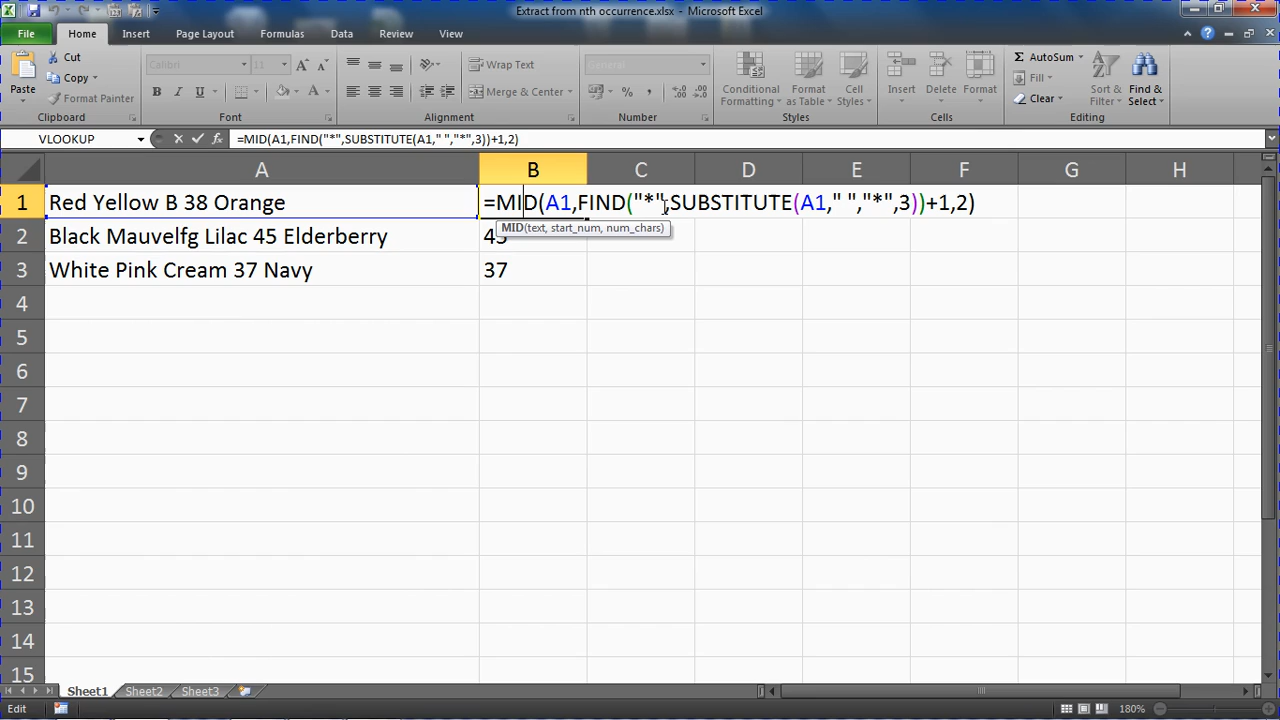 Extract from nth occurrence.xlsx - Microsoft Excel
File Home Insert Page Layout Formulas Data Review View
Paste
Cut
Copy
Format Painter
Clipboard
Calibri 11
B I U
Font
Wrap Text
Merge & Center
Alignment
General
% ,
Number
Conditional Formatting
Format as Table
Cell Styles
Styles
Insert Delete Format
Cells
AutoSum
Fill
Clear
Sort & Filter
Find & Select
Editing
VLOOKUP fx =MID(A1,FIND("*",SUBSTITUTE(A1," ","*",3))+1,2)
A B C D E F G H
1 Red Yellow B 38 Orange =MID(A1,FIND("*",SUBSTITUTE(A1," ","*",3))+1,2)
MID(text, start_num, num_chars)
2 Black Mauvelfg Lilac 45 Elderberry 45
3 White Pink Cream 37 Navy 37
4
5
6
7
8
9
10
11
12
13
14
15
Sheet1 Sheet2 Sheet3
Edit 180%